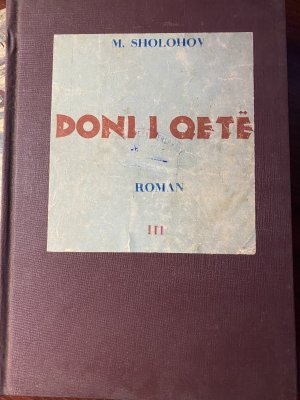 M. SHOLOHOV
DONI I QETË
ROMAN
III